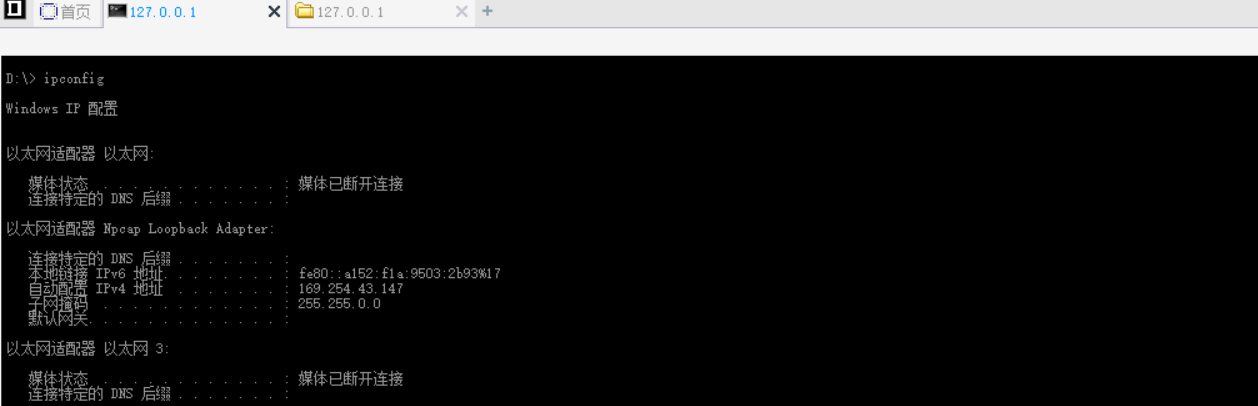 首页 127.0.0.1 127.0.0.1 +
D:\> ipconfig
Windows IP 配置
以太网适配器 以太网:
媒体状态 . . . . . . . . . . . . : 媒体已断开连接
连接特定的 DNS 后缀 . . . . . . . :
以太网适配器 Npcap Loopback Adapter:
连接特定的 DNS 后缀 . . . . . . . :
本地链接 IPv6 地址. . . . . . . . : fe80::a152:f1a:9503:2b93%17
自动配置 IPv4 地址 . . . . . . . : 169.254.43.147
子网掩码 . . . . . . . . . . . . : 255.255.0.0
默认网关. . . . . . . . . . . . . :
以太网适配器 以太网 3:
媒体状态 . . . . . . . . . . . . : 媒体已断开连接
连接特定的 DNS 后缀 . . . . . . . :